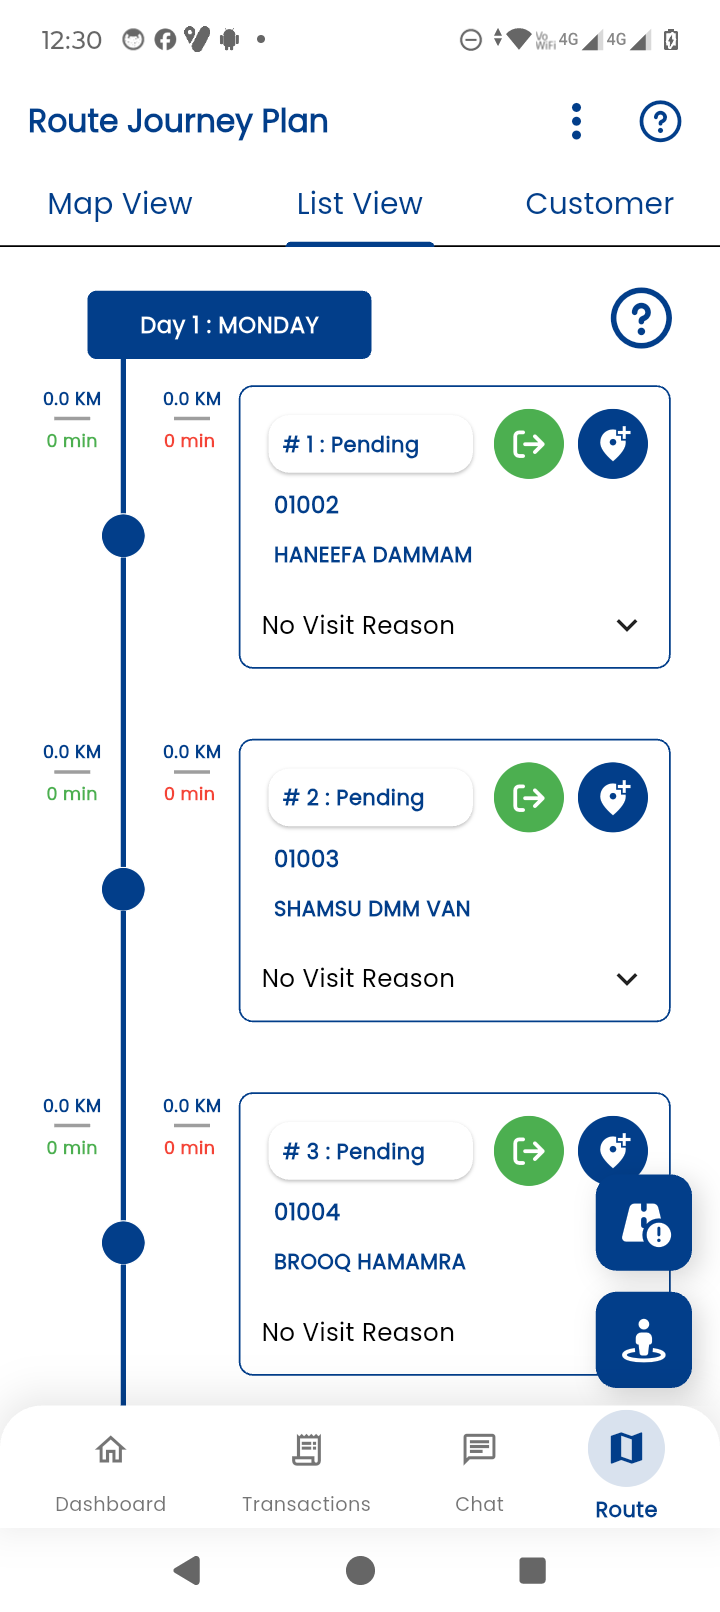 12:30
Vo WiFi 4G 4G
Route Journey Plan
Map View List View Customer
Day 1 : MONDAY
0.0 KM 0.0 KM
0 min 0 min
# 1 : Pending
01002
HANEEFA DAMMAM
No Visit Reason
0.0 KM 0.0 KM
0 min 0 min
# 2 : Pending
01003
SHAMSU DMM VAN
No Visit Reason
0.0 KM 0.0 KM
0 min 0 min
# 3 : Pending
01004
BROOQ HAMAMRA
No Visit Reason
Dashboard Transactions Chat Route